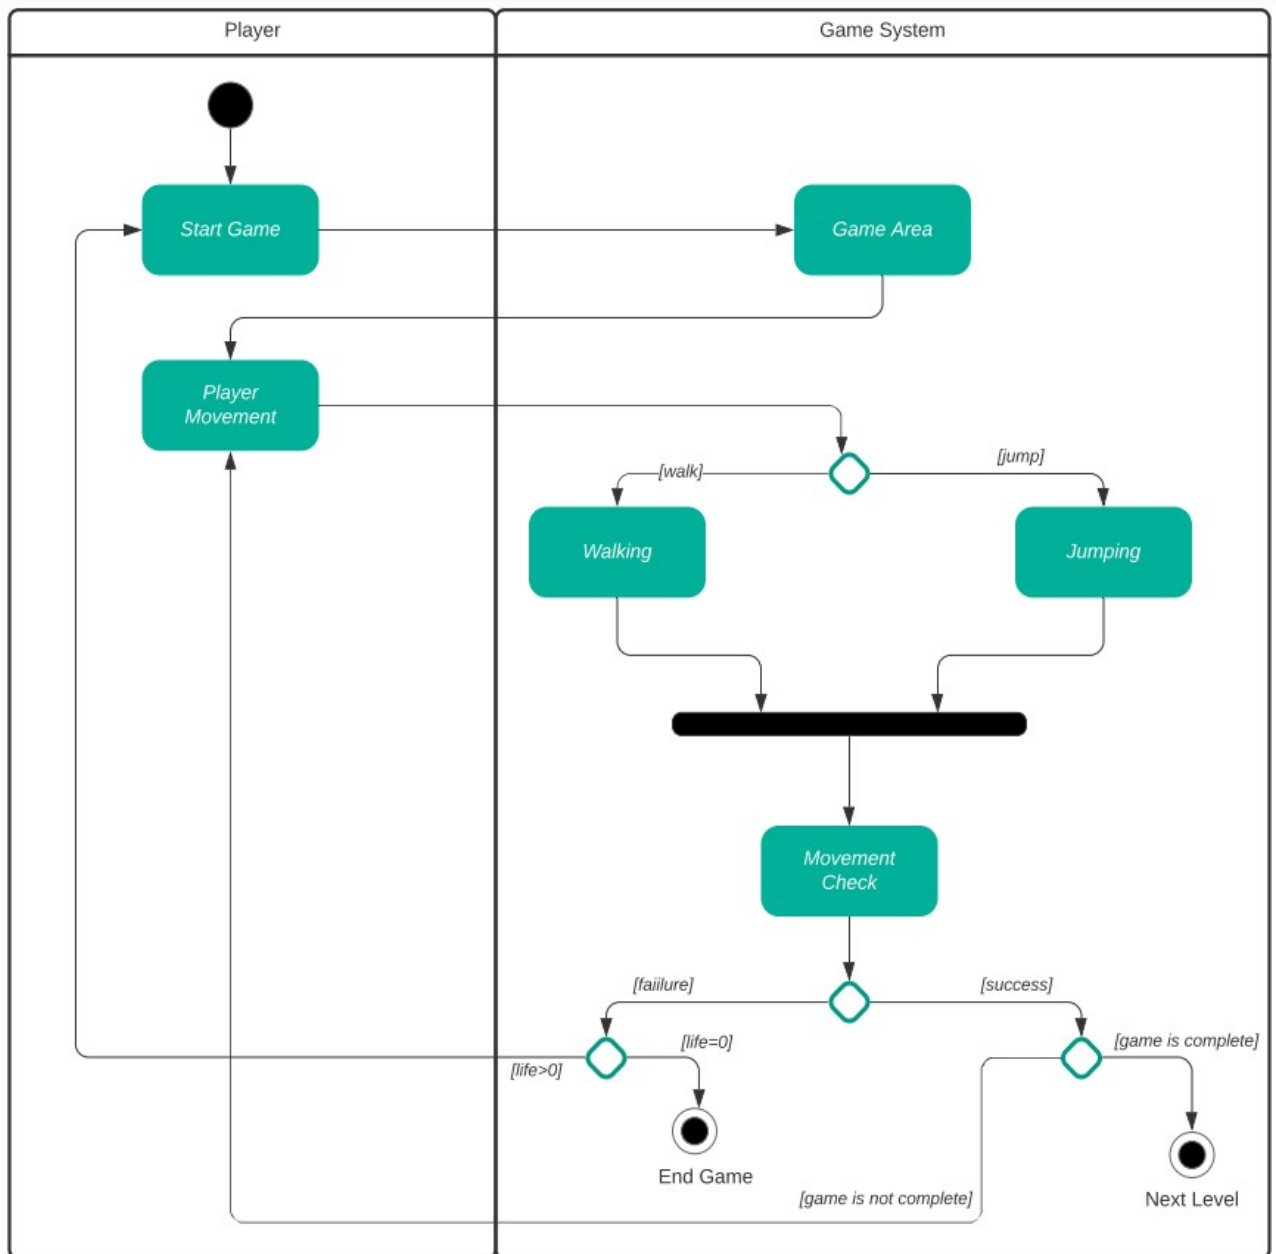 Player
Game System
Start Game
Game Area
Player
Movement
[walk]
[jump]
Walking
Jumping
Movement
Check
[faiilure]
[success]
[life=0]
[game is complete]
[life>0]
End Game
[game is not complete]
Next Level